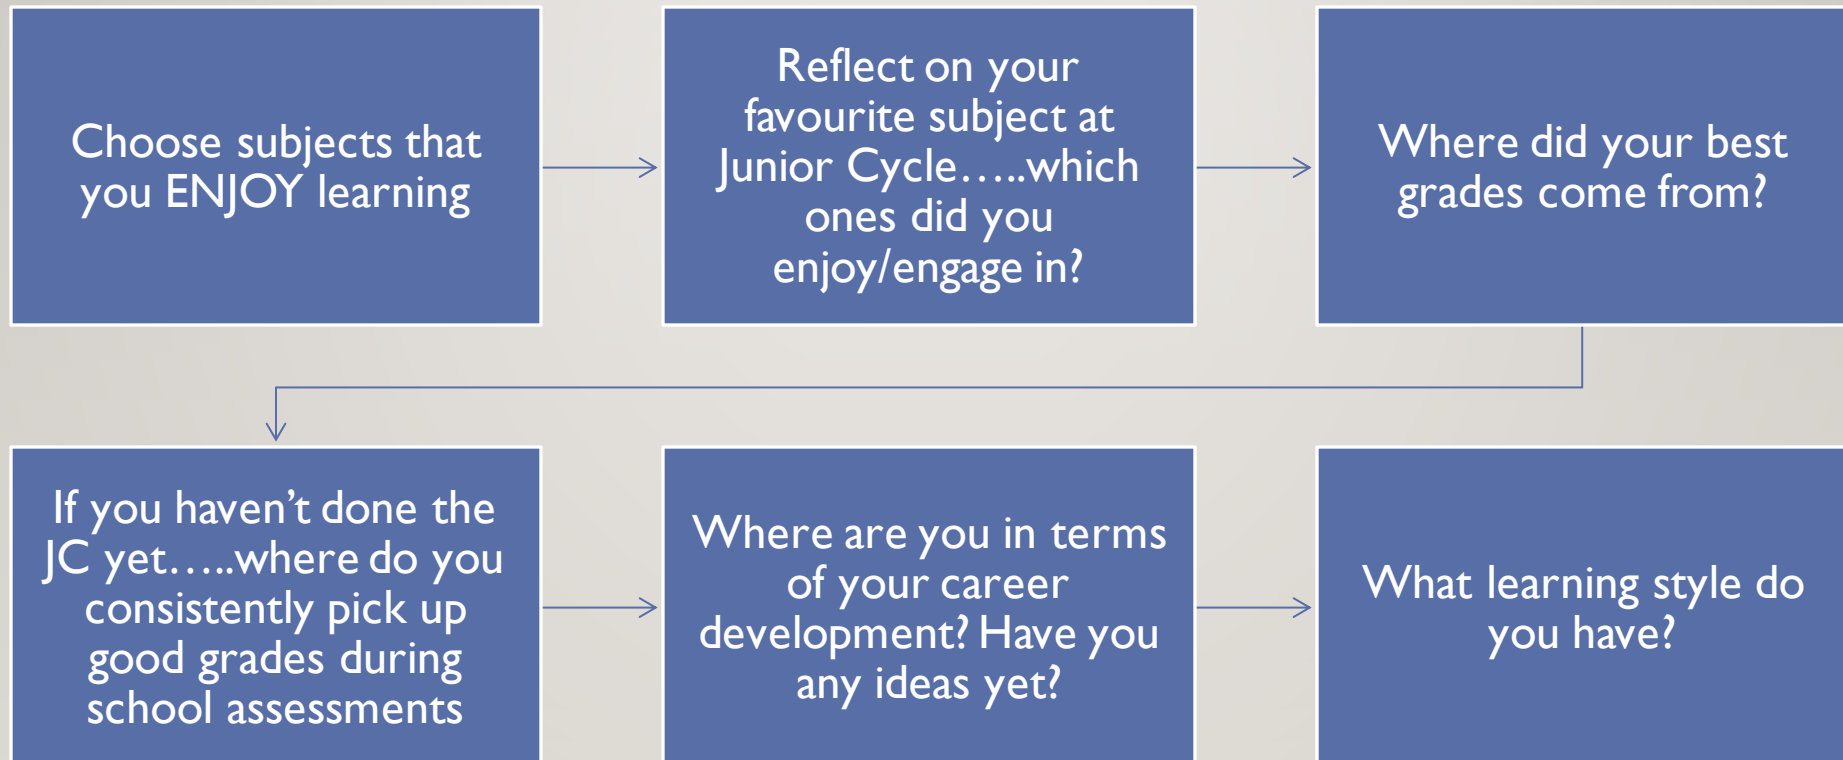 Choose subjects that
you ENJOY learning
Reflect on your
favourite subject at
Junior Cycle.....which
ones did you
enjoy/engage in?
Where did your best
grades come from?
If you haven't done the
JC yet.....where do you
consistently pick up
good grades during
school assessments
Where are you in terms
of your career
development? Have you
any ideas yet?
What learning style do
you have?